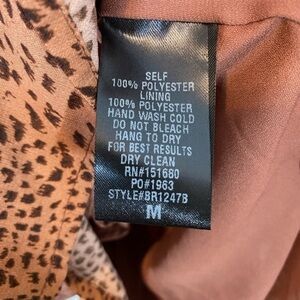 SELF
100% POLYESTER
LINING
100% POLYESTER
HAND WASH COLD
DO NOT BLEACH
HANG TO DRY
FOR BEST RESULTS
DRY CLEAN
RN#151680
PO#1963
STYLE#8R1247B
M